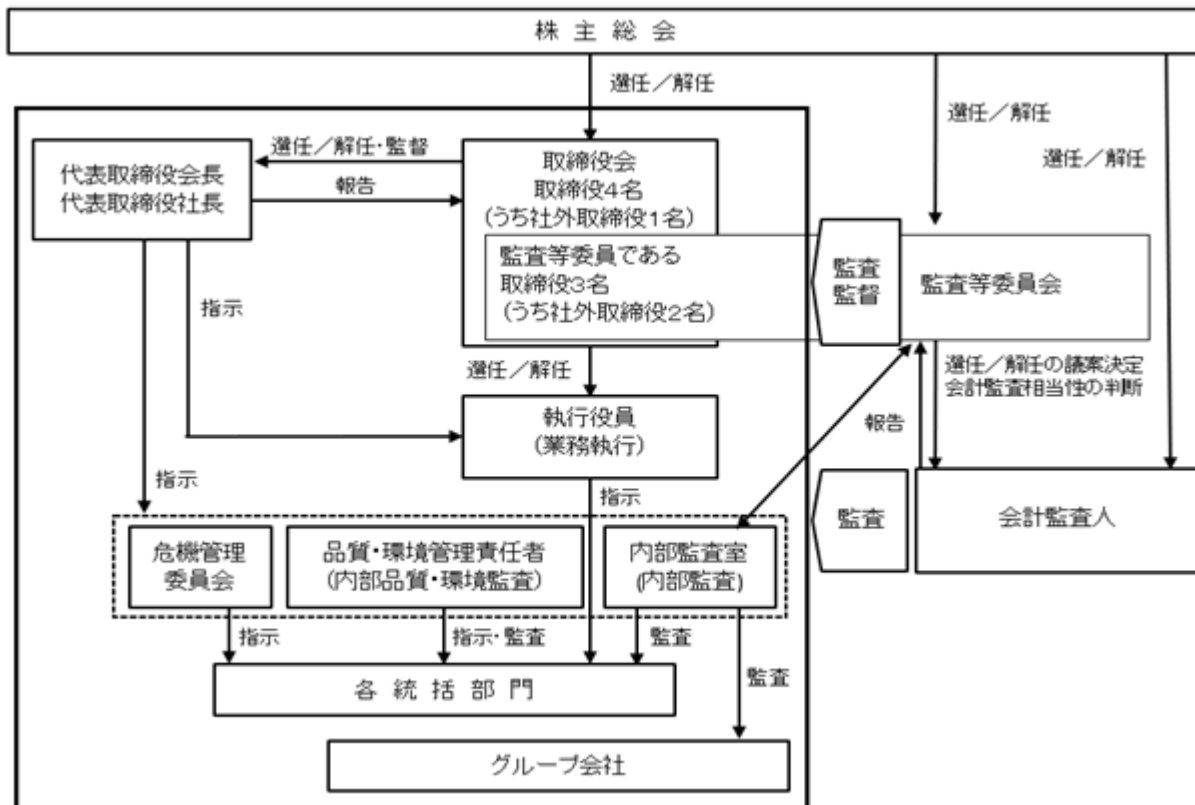 株 主 総 会
選任／解任
選任／解任
選任／解任
代表取締役会長
代表取締役社長
選任／解任・監督
報告
取締役会
取締役4名
(うち社外取締役1名)
監査等委員である
取締役3名
(うち社外取締役2名)
監査
監督
監査等委員会
指示
選任／解任
選任／解任の議案決定
会計監査相当性の判断
執行役員
(業務執行)
報告
指示
指示
監査
会計監査人
危機管理
委員会
品質・環境管理責任者
(内部品質・環境監査)
内部監査室
(内部監査)
指示
指示・監査
監査
監査
各 統 括 部 門
グループ会社